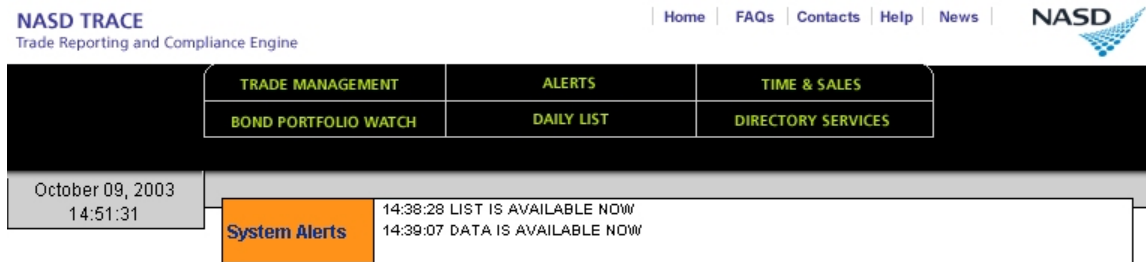 NASD TRACE
Trade Reporting and Compliance Engine
Home FAQs Contacts Help News
NASD
TRADE MANAGEMENT ALERTS TIME & SALES
BOND PORTFOLIO WATCH DAILY LIST DIRECTORY SERVICES
October 09, 2003
14:51:31
System Alerts
14:38:28 LIST IS AVAILABLE NOW
14:39:07 DATA IS AVAILABLE NOW